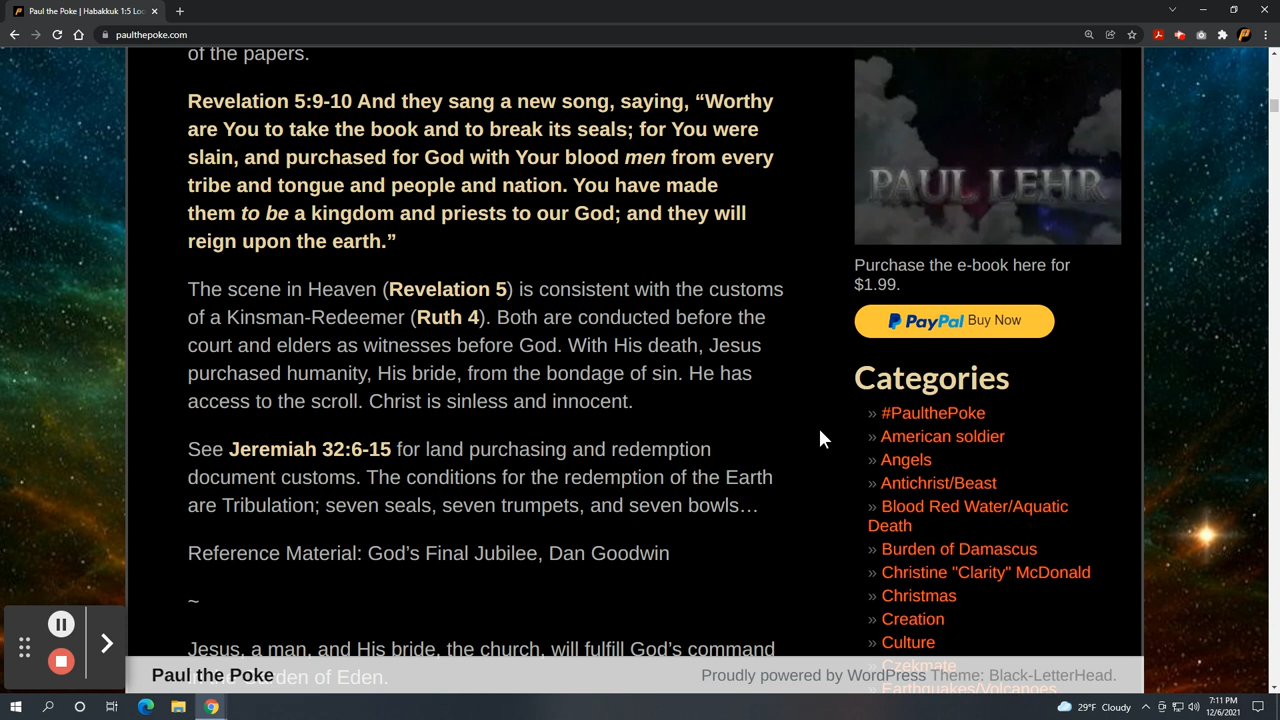 Paul the Poke | Habakkuk 1:5 Loo
paulthepoke.com
of the papers.
Revelation 5:9-10 And they sang a new song, saying, “Worthy
are You to take the book and to break its seals; for You were
slain, and purchased for God with Your blood men from every
tribe and tongue and people and nation. You have made
them to be a kingdom and priests to our God; and they will
reign upon the earth.”
The scene in Heaven (Revelation 5) is consistent with the customs
of a Kinsman-Redeemer (Ruth 4). Both are conducted before the
court and elders as witnesses before God. With His death, Jesus
purchased humanity, His bride, from the bondage of sin. He has
access to the scroll. Christ is sinless and innocent.
See Jeremiah 32:6-15 for land purchasing and redemption
document customs. The conditions for the redemption of the Earth
are Tribulation; seven seals, seven trumpets, and seven bowls…
Reference Material: God’s Final Jubilee, Dan Goodwin
~
Jesus, a man, and His bride, the church, will fulfill God’s command
den of Eden.
PAUL LEHR
Purchase the e-book here for
$1.99.
PayPal Buy Now
Categories
» #PaulthePoke
» American soldier
» Angels
» Antichrist/Beast
» Blood Red Water/Aquatic
Death
» Burden of Damascus
» Christine "Clarity" McDonald
» Christmas
» Creation
» Culture
» Czekmate
» Earthquakes/Volcanoes
Paul the Poke
Proudly powered by WordPress Theme: Black-LetterHead.
29°F Cloudy
7:11 PM
12/6/2021